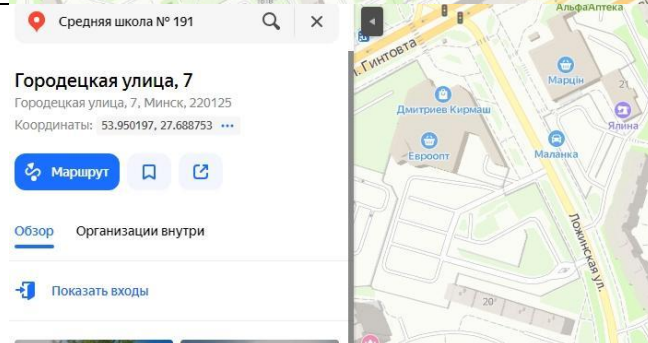 Средняя школа № 191
Городецкая улица, 7
Городецкая улица, 7, Минск, 220125
Координаты: 53.950197, 27.688753 •••
Маршрут
Обзор
Организации внутри
Показать входы
АльфаАптека
л. Гинтовта
Марцін
21
Дмитриев Кирмаш
Яліна
Евроопт
Маланка
Ложинская ул.
20